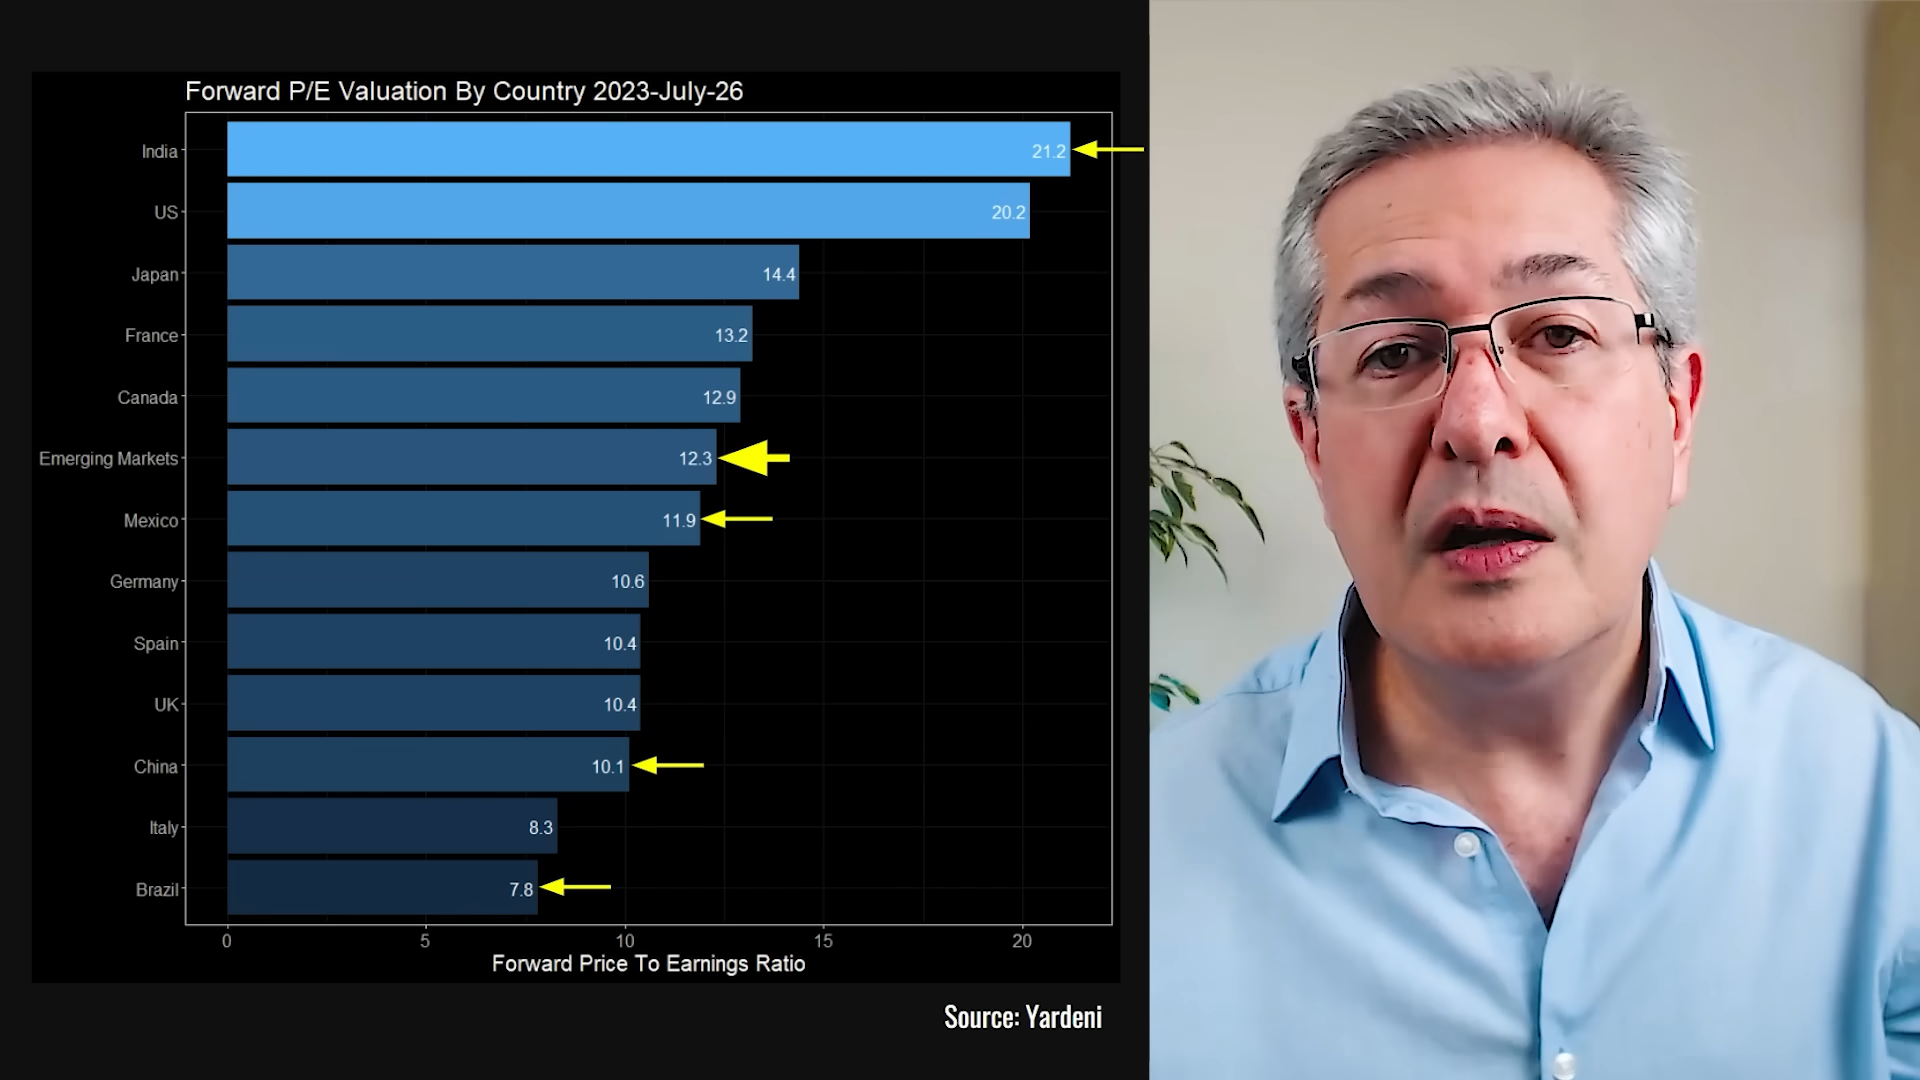 Forward P/E Valuation By Country 2023-July-26
India 21.2
US 20.2
Japan 14.4
France 13.2
Canada 12.9
Emerging Markets 12.3
Mexico 11.9
Germany 10.6
Spain 10.4
UK 10.4
China 10.1
Italy 8.3
Brazil 7.8
0 5 10 15 20
Forward Price To Earnings Ratio
Source: Yardeni